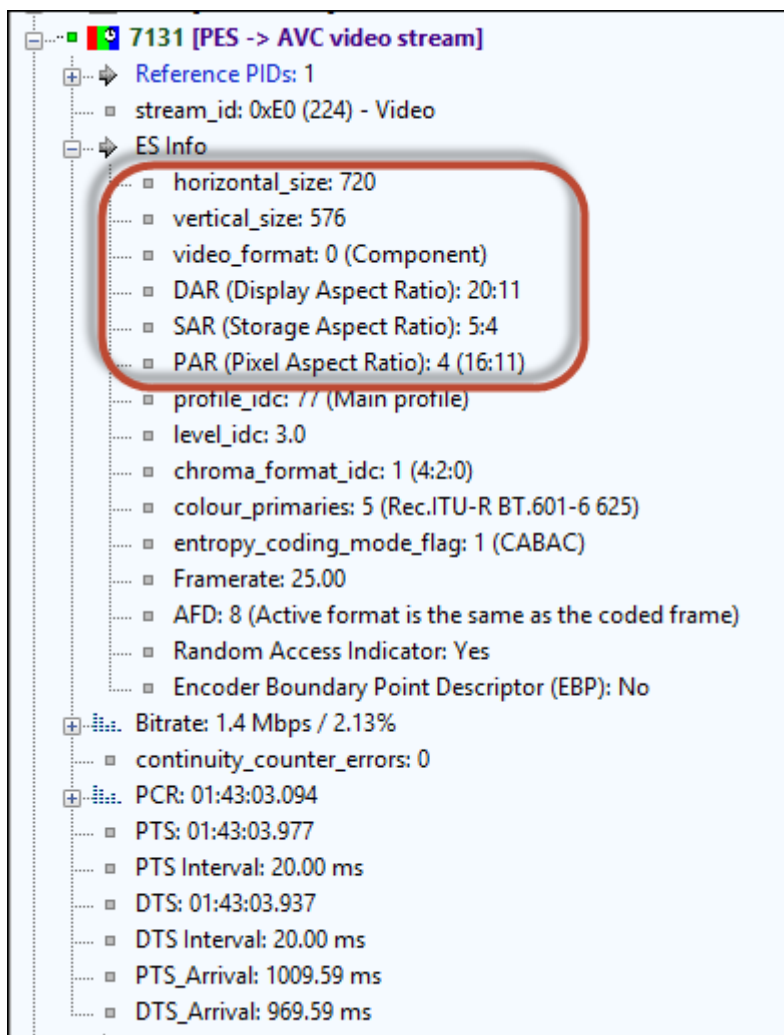 7131 [PES -> AVC video stream]
Reference PIDs: 1
stream_id: 0xE0 (224) - Video
ES Info
horizontal_size: 720
vertical_size: 576
video_format: 0 (Component)
DAR (Display Aspect Ratio): 20:11
SAR (Storage Aspect Ratio): 5:4
PAR (Pixel Aspect Ratio): 4 (16:11)
profile_idc: 77 (Main profile)
level_idc: 3.0
chroma_format_idc: 1 (4:2:0)
colour_primaries: 5 (Rec.ITU-R BT.601-6 625)
entropy_coding_mode_flag: 1 (CABAC)
Framerate: 25.00
AFD: 8 (Active format is the same as the coded frame)
Random Access Indicator: Yes
Encoder Boundary Point Descriptor (EBP): No
Bitrate: 1.4 Mbps / 2.13%
continuity_counter_errors: 0
PCR: 01:43:03.094
PTS: 01:43:03.977
PTS Interval: 20.00 ms
DTS: 01:43:03.937
DTS Interval: 20.00 ms
PTS_Arrival: 1009.59 ms
DTS_Arrival: 969.59 ms